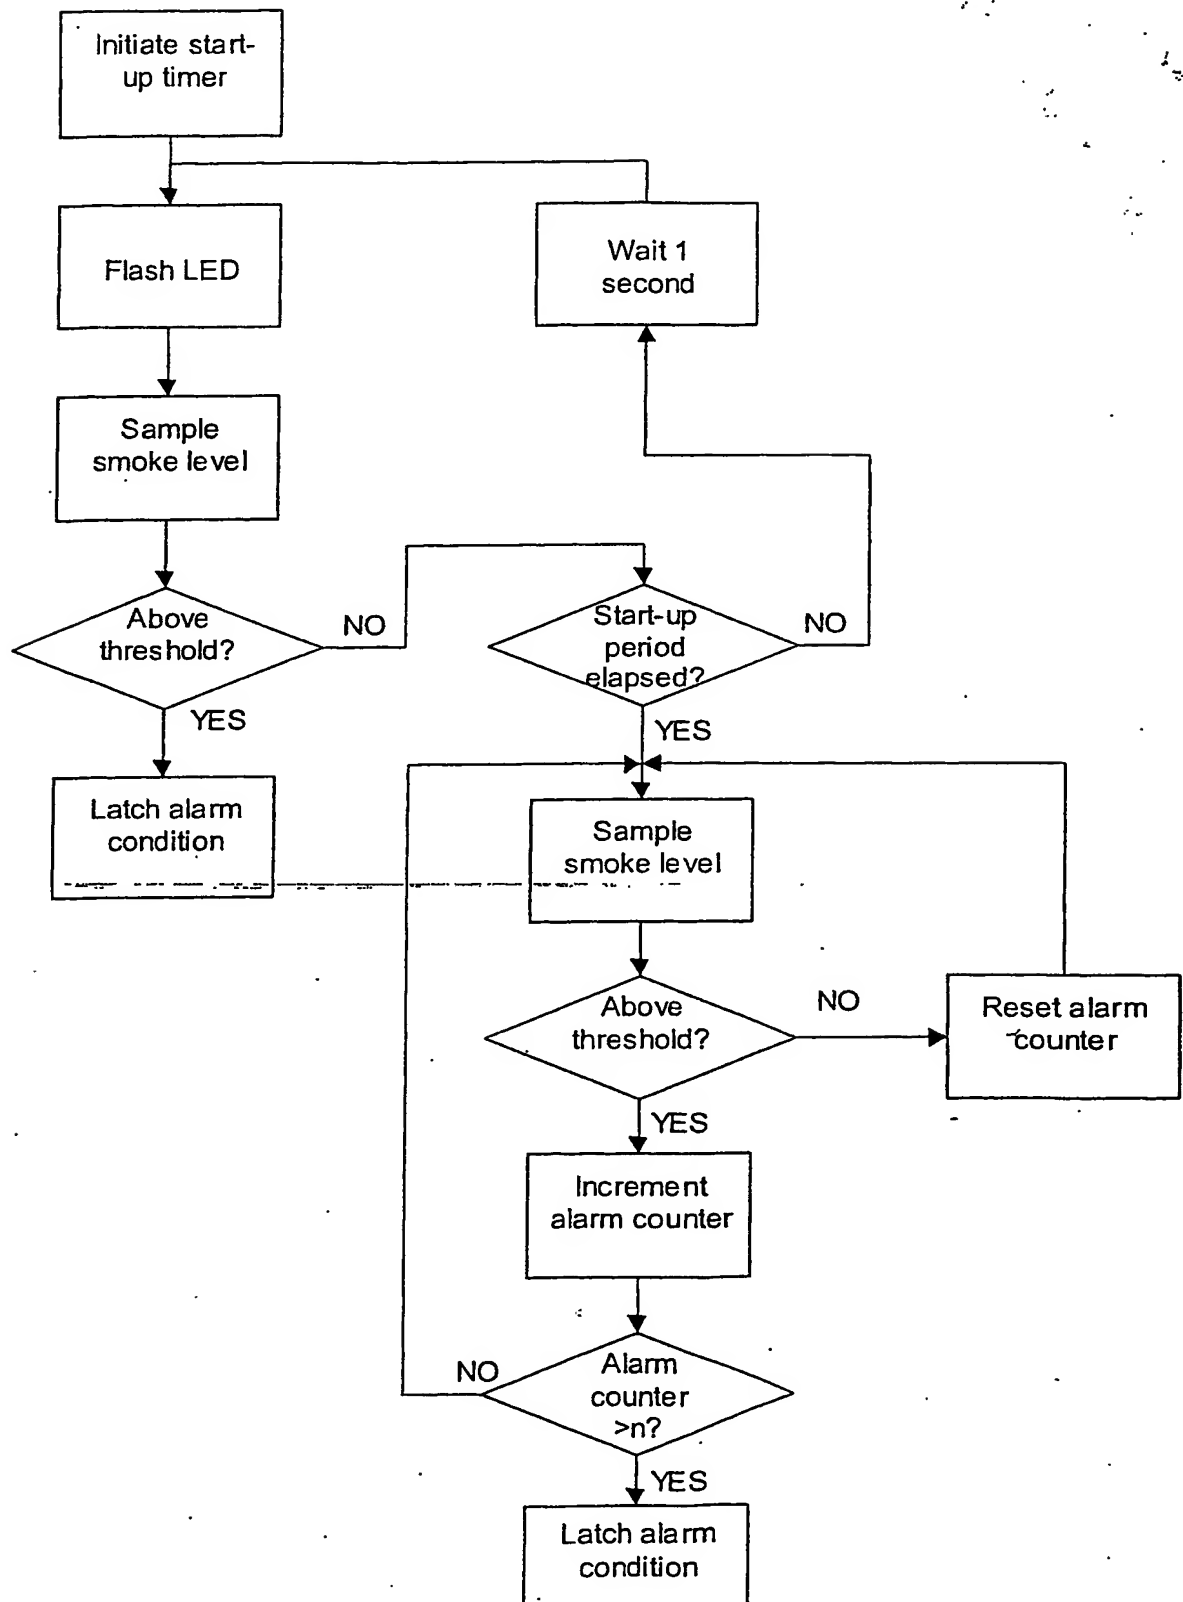 Initiate start-
up timer
Flash LED
Wait 1
second
Sample
smoke level
Above
threshold?
NO
Start-up
period
elapsed?
NO
YES
YES
Latch alarm
condition
Sample
smoke level
Above
threshold?
NO
Reset alarm
counter
YES
Increment
alarm counter
NO
Alarm
counter
>n?
YES
Latch alarm
condition